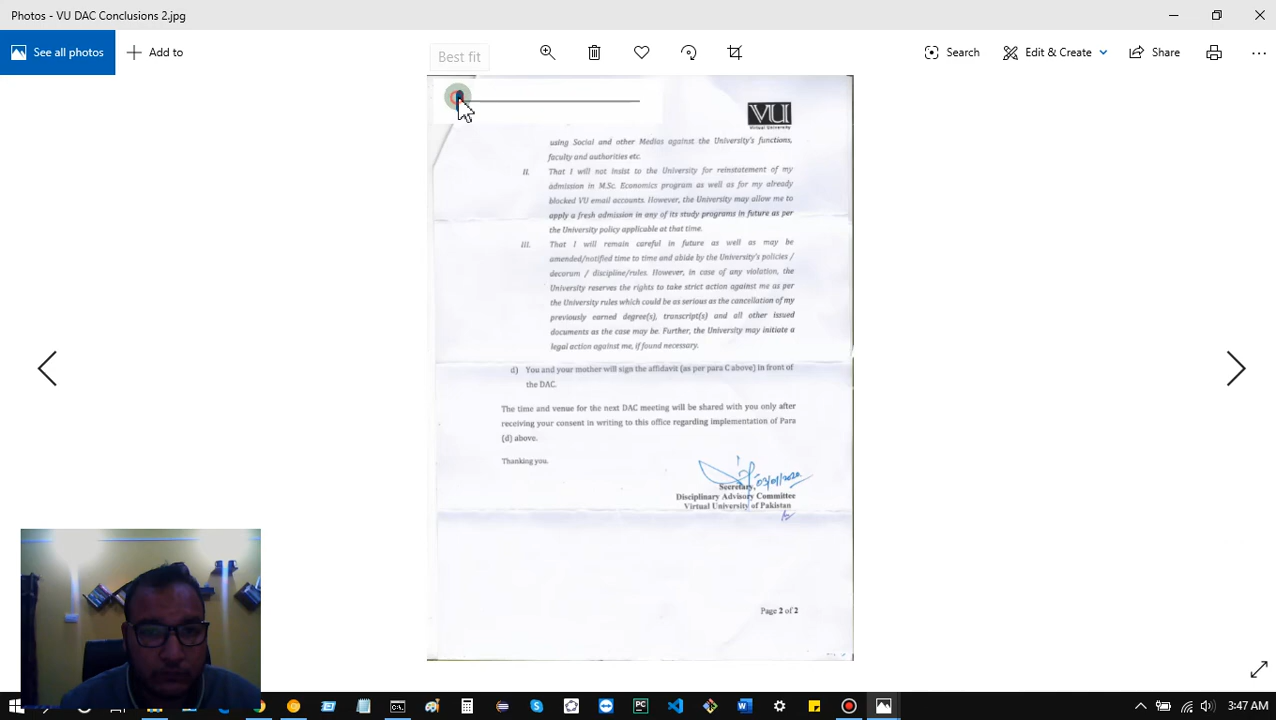 Photos - VU DAC Conclusions 2.jpg
See all photos
Add to
Best fit
Search
Edit & Create
Share
VU
Virtual University
using Social and other Medias against the University's functions,
faculty and authorities etc.
II. That I will not insist to the University for reinstatement of my
admission in M.Sc. Economics program as well as for my already
blocked VU email accounts. However, the University may allow me to
apply a fresh admission in any of its study programs in future as per
the University policy applicable at that time.
III. That I will remain careful in future as well as may be
amended/notified time to time and abide by the University's policies /
decorum / discipline/rules. However, in case of any violation, the
University reserves the rights to take strict action against me as per
the University rules which could be as serious as the cancellation of my
previously earned degree(s), transcript(s) and all other issued
documents as the case may be. Further, the University may initiate a
legal action against me, if found necessary.
d) You and your mother will sign the affidavit (as per para C above) in front of
the DAC.
The time and venue for the next DAC meeting will be shared with you only after
receiving your consent in writing to this office regarding implementation of Para
(d) above.
Thanking you.
03/01/2020
Secretary,
Disciplinary Advisory Committee
Virtual University of Pakistan
Page 2 of 2
3:47 AM